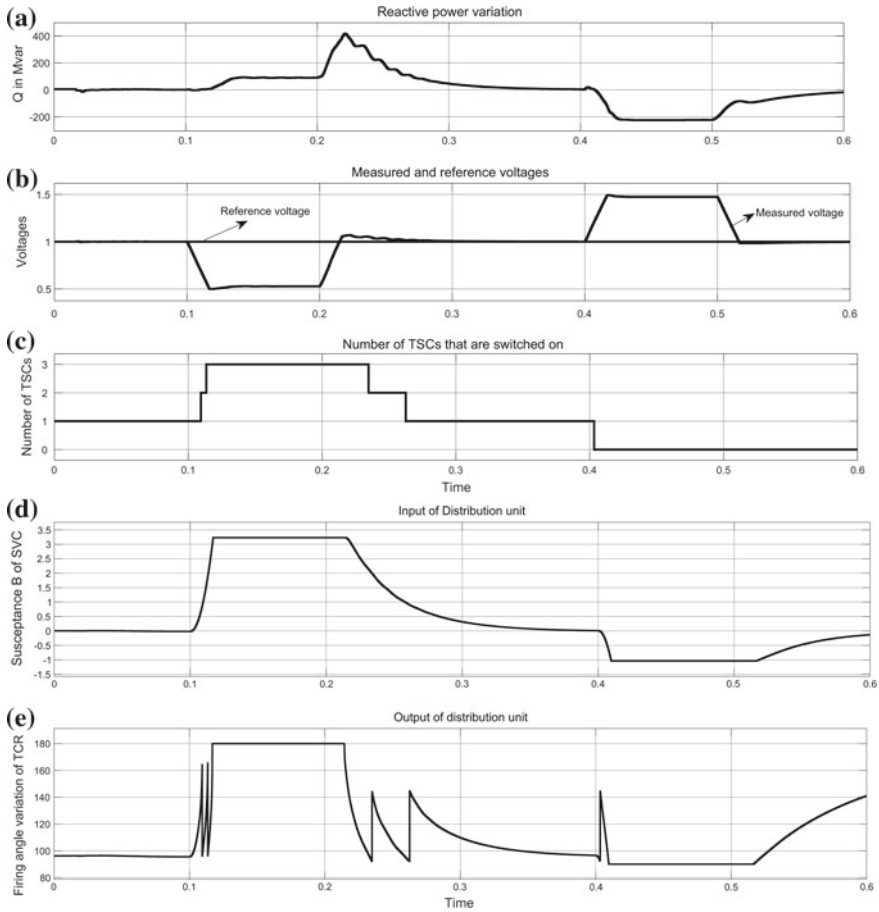 (a)
Reactive power variation
Q in Mvar
400
200
0
-200
0 0.1 0.2 0.3 0.4 0.5 0.6
(b)
Measured and reference voltages
Voltages
1.5
1
0.5
Reference voltage
Measured voltage
0 0.1 0.2 0.3 0.4 0.5 0.6
(c)
Number of TSCs that are switched on
Number of TSCs
3
2
1
0
0 0.1 0.2 0.3 0.4 0.5 0.6
Time
(d)
Input of Distribution unit
Susceptance B of SVC
3.5
3
2.5
2
1.5
1
0.5
0
-0.5
-1
-1.5
0 0.1 0.2 0.3 0.4 0.5 0.6
(e)
Output of distribution unit
Firing angle variation of TCR
180
160
140
120
100
80
0 0.1 0.2 0.3 0.4 0.5 0.6
Time